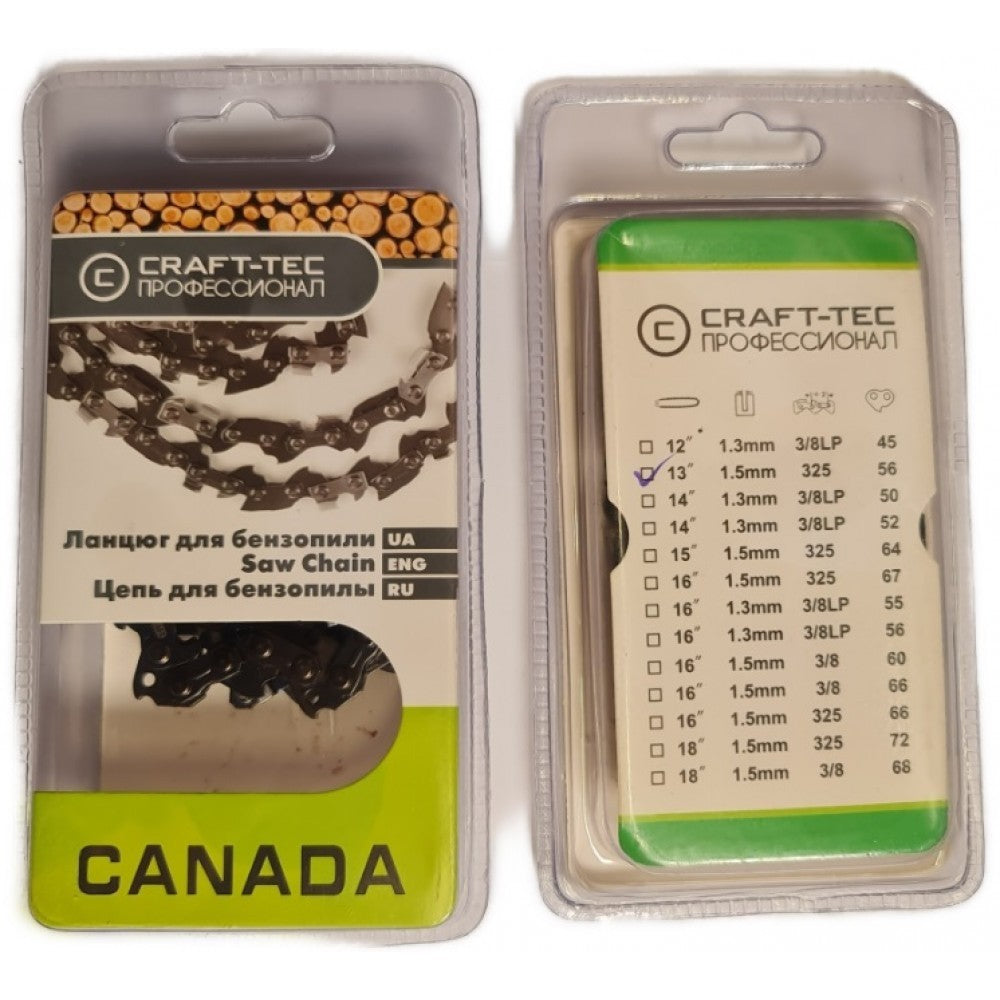 C CRAFT-TEC
ПРОФЕССИОНАЛ
Ланцюг для бензопили UA
Saw Chain ENG
Цепь для бензопилы RU
CANADA
C CRAFT-TEC
ПРОФЕССИОНАЛ
12″* 1.3mm 3/8LP 45
13″ 1.5mm 325 56
14″ 1.3mm 3/8LP 50
14″ 1.3mm 3/8LP 52
15″ 1.5mm 325 64
16″ 1.5mm 325 67
16″ 1.3mm 3/8LP 55
16″ 1.3mm 3/8LP 56
16″ 1.5mm 3/8 60
16″ 1.5mm 3/8 66
16″ 1.5mm 325 66
18″ 1.5mm 325 72
18″ 1.5mm 3/8 68